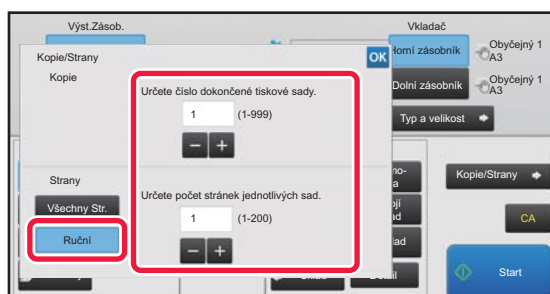 Výst.Zásob.
Vkladač
Kopie/Strany
OK
Horní zásobník
Obyčejný 1
A3
Kopie
Určete číslo dokončené tiskové sady.
Dolní zásobník
Obyčejný 1
A3
1
(1-999)
Typ a velikost
Strany
Určete počet stránek jednotlivých sad.
Kopie/Strany
Všechny Str.
1
(1-200)
CA
Ruční
Start